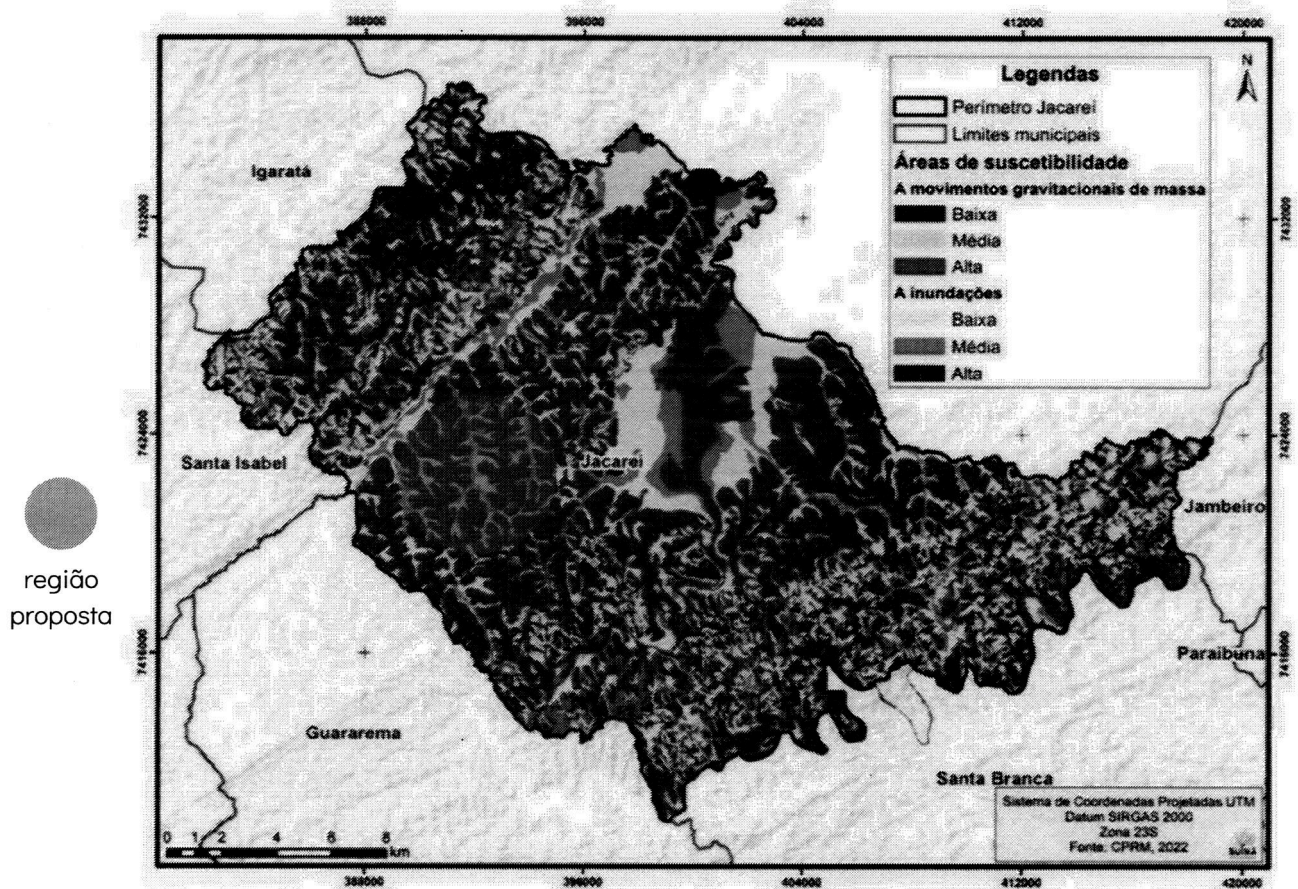 388000
396000
404000
412000
420000
N
Legendas
Perímetro Jacareí
Limites municipais
Áreas de suscetibilidade
A movimentos gravitacionais de massa
Baixa
Média
Alta
A inundações
Baixa
Média
Alta
Igaratá
7432000
7432000
7424000
7424000
Santa Isabel
Jacareí
Jambeiro
região
proposta
7416000
7416000
Paraibuna
Guararema
Santa Branca
Sistema de Coordenadas Projetadas UTM
Datum SIRGAS 2000
Zona 23S
Fonte: CPRM, 2022
0 1 2 4 6 8
km
388000
396000
404000
412000
420000